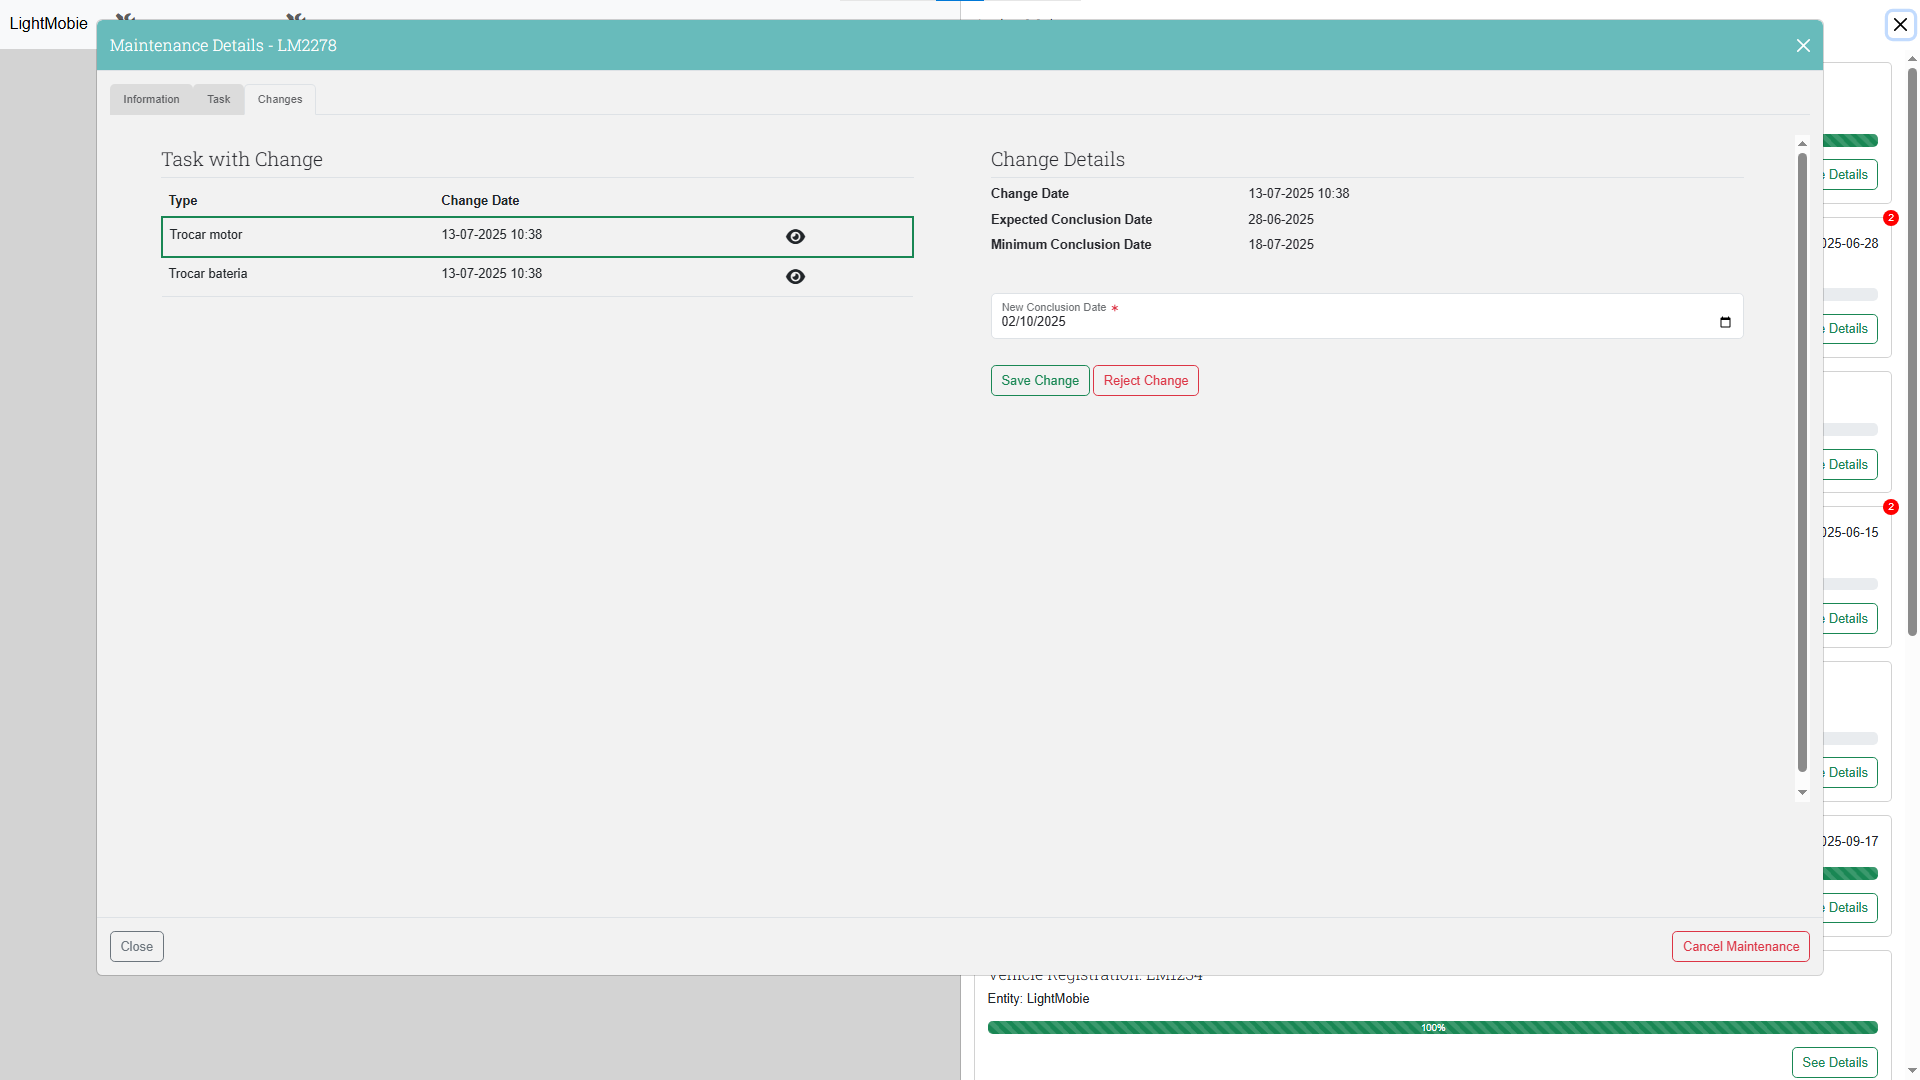 LightMobie
Maintenance Details - LM2278
Information
Task
Changes
Task with Change
Type
Change Date
Trocar motor
13-07-2025 10:38
Trocar bateria
13-07-2025 10:38
Change Details
Change Date
13-07-2025 10:38
Expected Conclusion Date
28-06-2025
Minimum Conclusion Date
18-07-2025
New Conclusion Date *
02/10/2025
Save Change
Reject Change
Close
Cancel Maintenance
Details
2
25-06-28
Details
Details
2
25-06-15
Details
Details
25-09-17
Details
Vehicle Registration: LM1234
Entity: LightMobie
100%
See Details